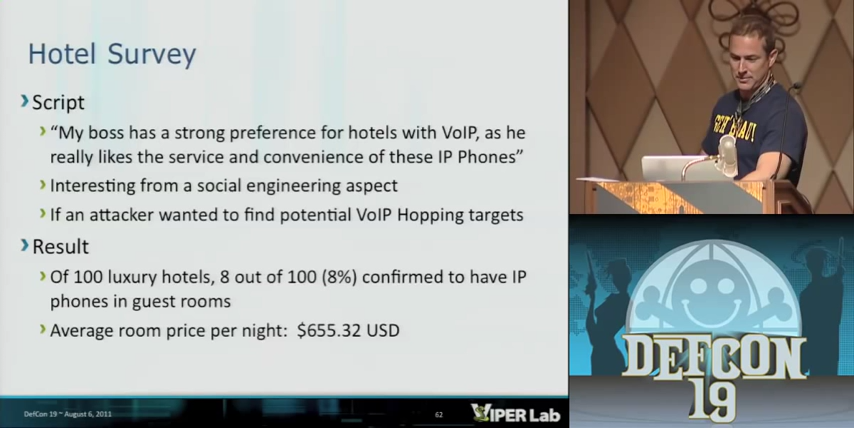 Hotel Survey
Script
"My boss has a strong preference for hotels with VoIP, as he
really likes the service and convenience of these IP Phones"
Interesting from a social engineering aspect
If an attacker wanted to find potential VoIP Hopping targets
Result
Of 100 luxury hotels, 8 out of 100 (8%) confirmed to have IP
phones in guest rooms
Average room price per night: $655.32 USD
DefCon 19 ~ August 6, 2011
62
VIPER Lab
DEFCON
19